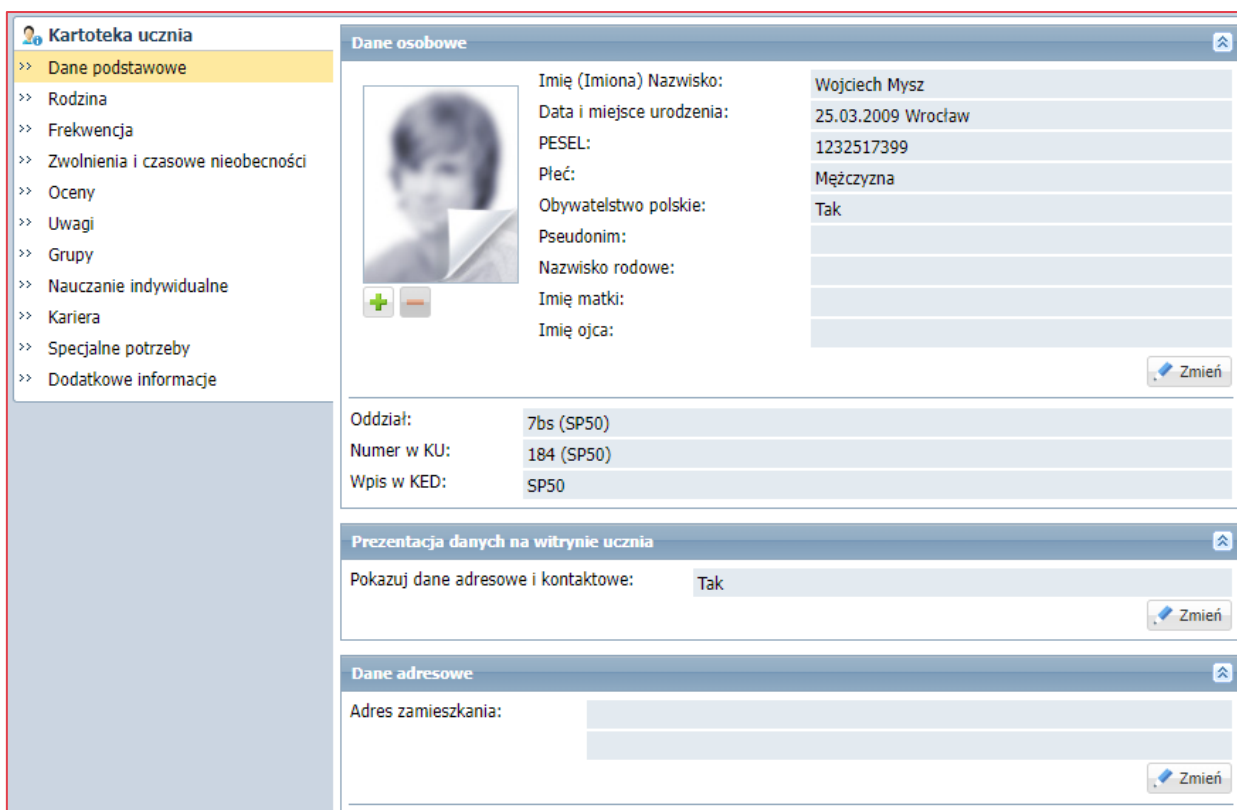 Kartoteka ucznia
>> Dane podstawowe
>> Rodzina
>> Frekwencja
>> Zwolnienia i czasowe nieobecności
>> Oceny
>> Uwagi
>> Grupy
>> Nauczanie indywidualne
>> Kariera
>> Specjalne potrzeby
>> Dodatkowe informacje
Dane osobowe
Imię (Imiona) Nazwisko: Wojciech Mysz
Data i miejsce urodzenia: 25.03.2009 Wrocław
PESEL: 1232517399
Płeć: Mężczyzna
Obywatelstwo polskie: Tak
Pseudonim:
Nazwisko rodowe:
Imię matki:
Imię ojca:
Zmień
Oddział: 7bs (SP50)
Numer w KU: 184 (SP50)
Wpis w KED: SP50
Prezentacja danych na witrynie ucznia
Pokazuj dane adresowe i kontaktowe: Tak
Zmień
Dane adresowe
Adres zamieszkania:
Zmień